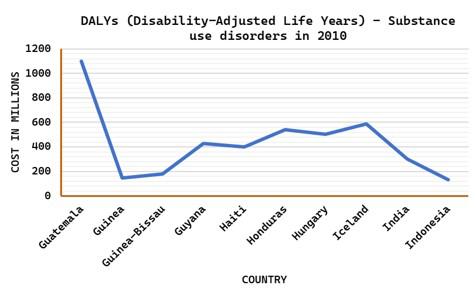 DALYs (Disability-Adjusted Life Years) - Substance
use disorders in 2010
COST IN MILLIONS
1200
1000
800
600
400
200
0
Guatemala
Guinea
Guinea-Bissau
Guyana
Haiti
Honduras
Hungary
Iceland
India
Indonesia
COUNTRY